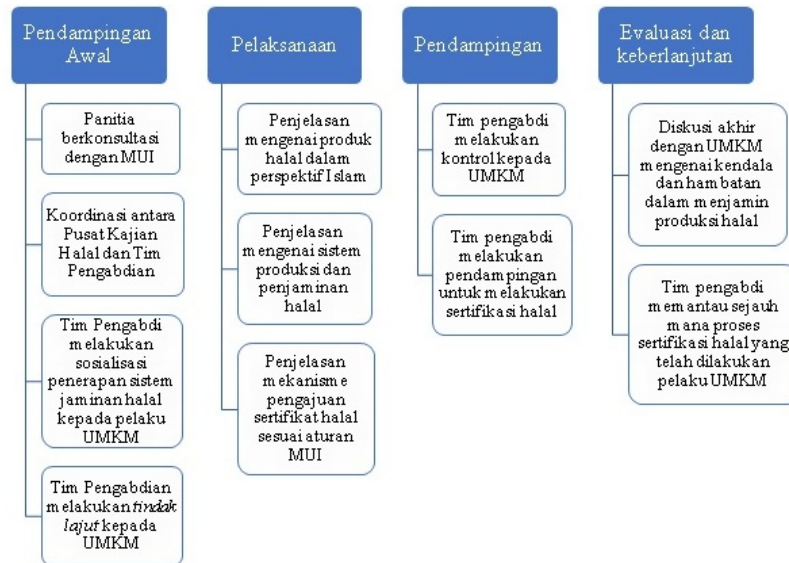 Pendampingan
Awal
Panitia
berkonsultasi
dengan MUI
Koordinasi antara
Pusat Kajian
Halal dan Tim
Pengabdian
Tim Pengabdi
melakukan
sosialisasi
penerapan sistem
jaminan halal
kepada pelaku
UMKM
Tim Pengabdian
melakukan tindak
lajut kepada
UMKM
Pelaksanaan
Penjelasan
mengenai produk
halal dalam
perspektif Islam
Penjelasan
mengenai sistem
produksi dan
penjaminan
halal
Penjelasan
mekanisme
pengajuan
sertifikat halal
sesuai aturan
MUI
Pendampingan
Tim pengabdi
melakukan
kontrol kepada
UMKM
Tim pengabdi
melakukan
pendampingan
untuk melakukan
sertifikasi halal
Evaluasi dan
keberlanjutan
Diskusi akhir
dengan UMKM
mengenai kendala
dan hambatan
dalam menjamin
produksi halal
Tim pengabdi
memantau sejauh
mana proses
sertifikasi halal yang
telah dilakukan
pelaku UMKM